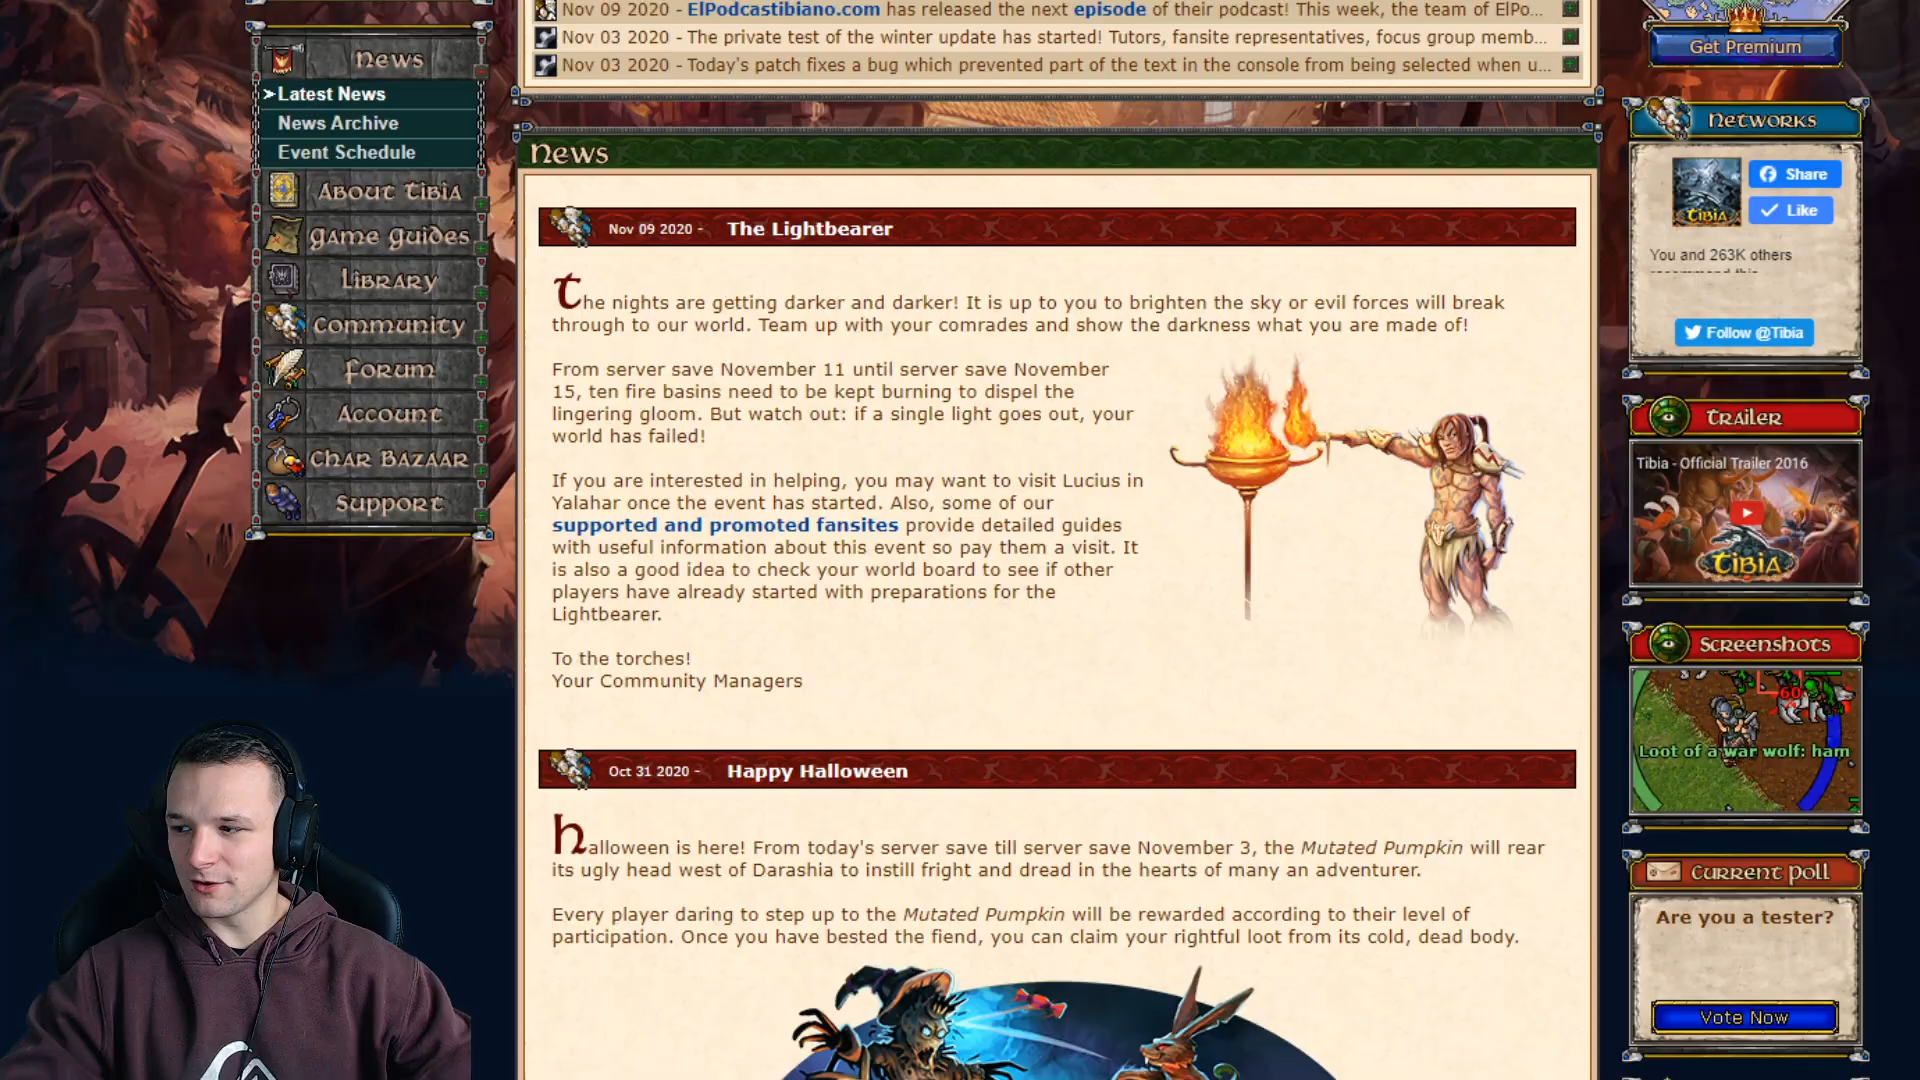 Nov 09 2020 - ElPodcastibiano.com has released the next episode of their podcast! This week, the team of ElPo...
Nov 03 2020 - The private test of the winter update has started! Tutors, fansite representatives, focus group memb...
Nov 03 2020 - Today's patch fixes a bug which prevented part of the text in the console from being selected when u...
News
Latest News
News Archive
Event Schedule
About Tibia
Game Guides
Library
Community
Forum
Account
Char Bazaar
Support
News
Nov 09 2020 - The Lightbearer
The nights are getting darker and darker! It is up to you to brighten the sky or evil forces will break
through to our world. Team up with your comrades and show the darkness what you are made of!
From server save November 11 until server save November
15, ten fire basins need to be kept burning to dispel the
lingering gloom. But watch out: if a single light goes out, your
world has failed!
If you are interested in helping, you may want to visit Lucius in
Yalahar once the event has started. Also, some of our
supported and promoted fansites provide detailed guides
with useful information about this event so pay them a visit. It
is also a good idea to check your world board to see if other
players have already started with preparations for the
Lightbearer.
To the torches!
Your Community Managers
Oct 31 2020 - Happy Halloween
Halloween is here! From today's server save till server save November 3, the Mutated Pumpkin will rear
its ugly head west of Darashia to instill fright and dread in the hearts of many an adventurer.
Every player daring to step up to the Mutated Pumpkin will be rewarded according to their level of
participation. Once you have bested the fiend, you can claim your rightful loot from its cold, dead body.
Get Premium
Networks
TIBIA
Share
Like
You and 263K others
recommend this.
Follow @Tibia
Trailer
Tibia - Official Trailer 2016
TIBIA
Screenshots
60
Loot of a war wolf: ham
Current Poll
Are you a tester?
Vote Now